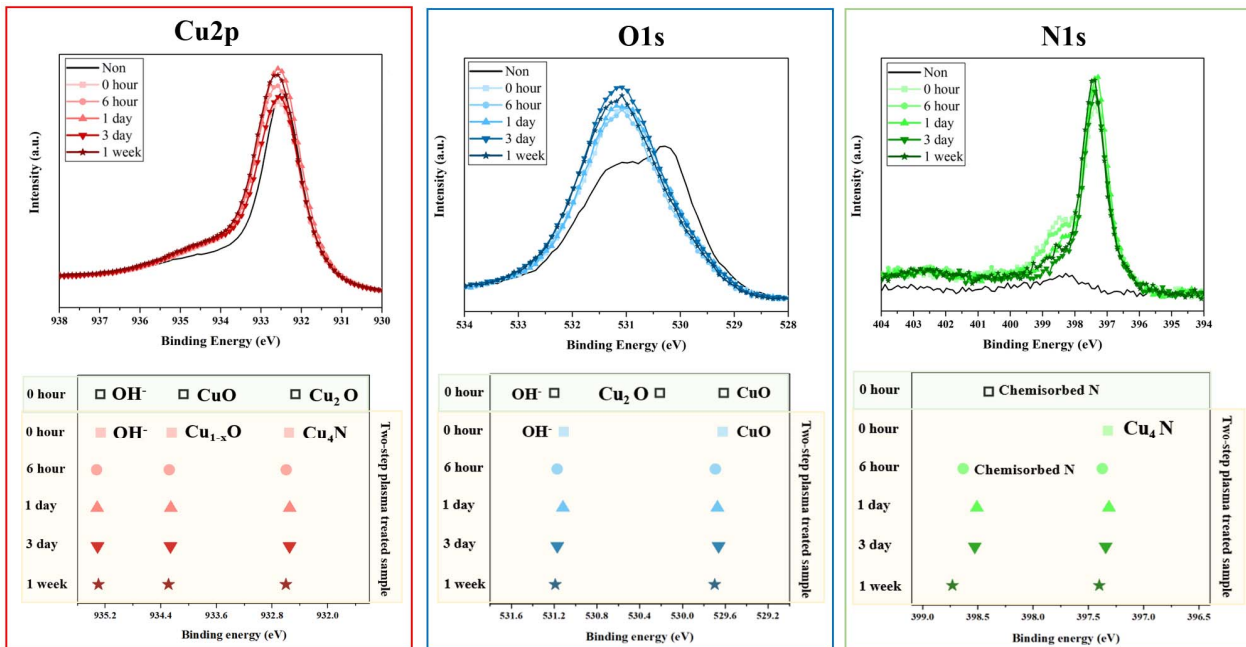 Cu2p
Non
0 hour
6 hour
1 day
3 day
1 week
Intensity (a.u.)
938 937 936 935 934 933 932 931 930
Binding Energy (eV)
0 hour OH⁻ CuO Cu₂ O
0 hour OH⁻ Cu₁₋ₓO Cu₄N
6 hour
1 day
3 day
1 week
Two-step plasma treated sample
935.2 934.4 933.6 932.8 932.0
Binding energy (eV)
O1s
Non
0 hour
6 hour
1 day
3 day
1 week
Intensity (a.u.)
534 533 532 531 530 529 528
Binding Energy (eV)
0 hour OH⁻ Cu₂ O CuO
0 hour OH⁻ CuO
6 hour
1 day
3 day
1 week
Two-step plasma treated sample
531.6 531.2 530.8 530.4 530.0 529.6 529.2
Binding energy (eV)
N1s
Non
0 hour
6 hour
1 day
3 day
1 week
Intensity (a.u.)
404 403 402 401 400 399 398 397 396 395 394
Binding Energy (eV)
0 hour Chemisorbed N
0 hour Cu₄ N
6 hour Chemisorbed N
1 day
3 day
1 week
Two-step plasma treated sample
399.0 398.5 398.0 397.5 397.0 396.5
Binding energy (eV)